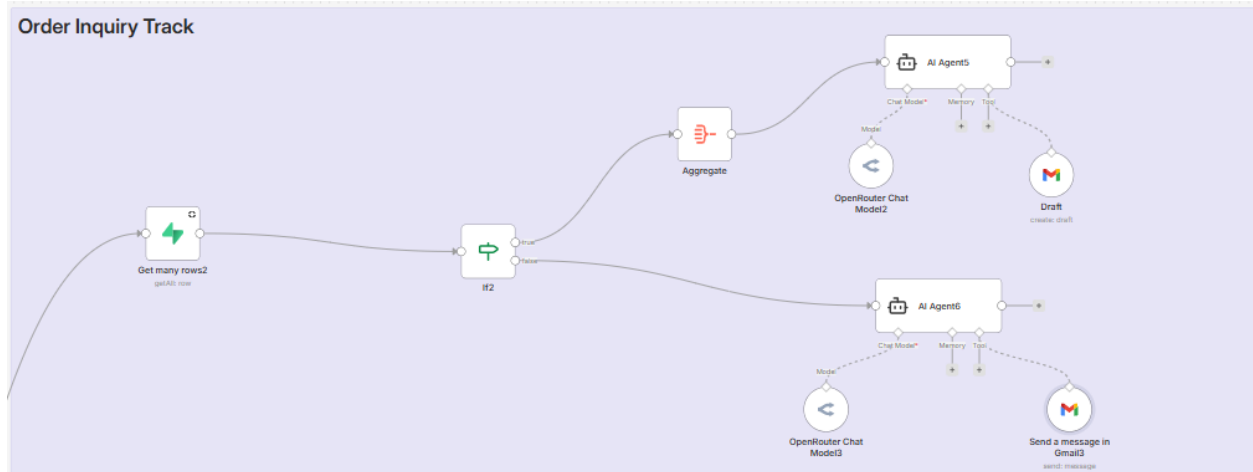 Order Inquiry Track
AI Agent5
Chat Model*
Memory
Tool
Model
Aggregate
OpenRouter Chat
Model2
Draft
create: draft
Get many rows2
getAll: row
true
false
If2
AI Agent6
Chat Model*
Memory
Tool
Model
OpenRouter Chat
Model3
Send a message in
Gmail3
send: message